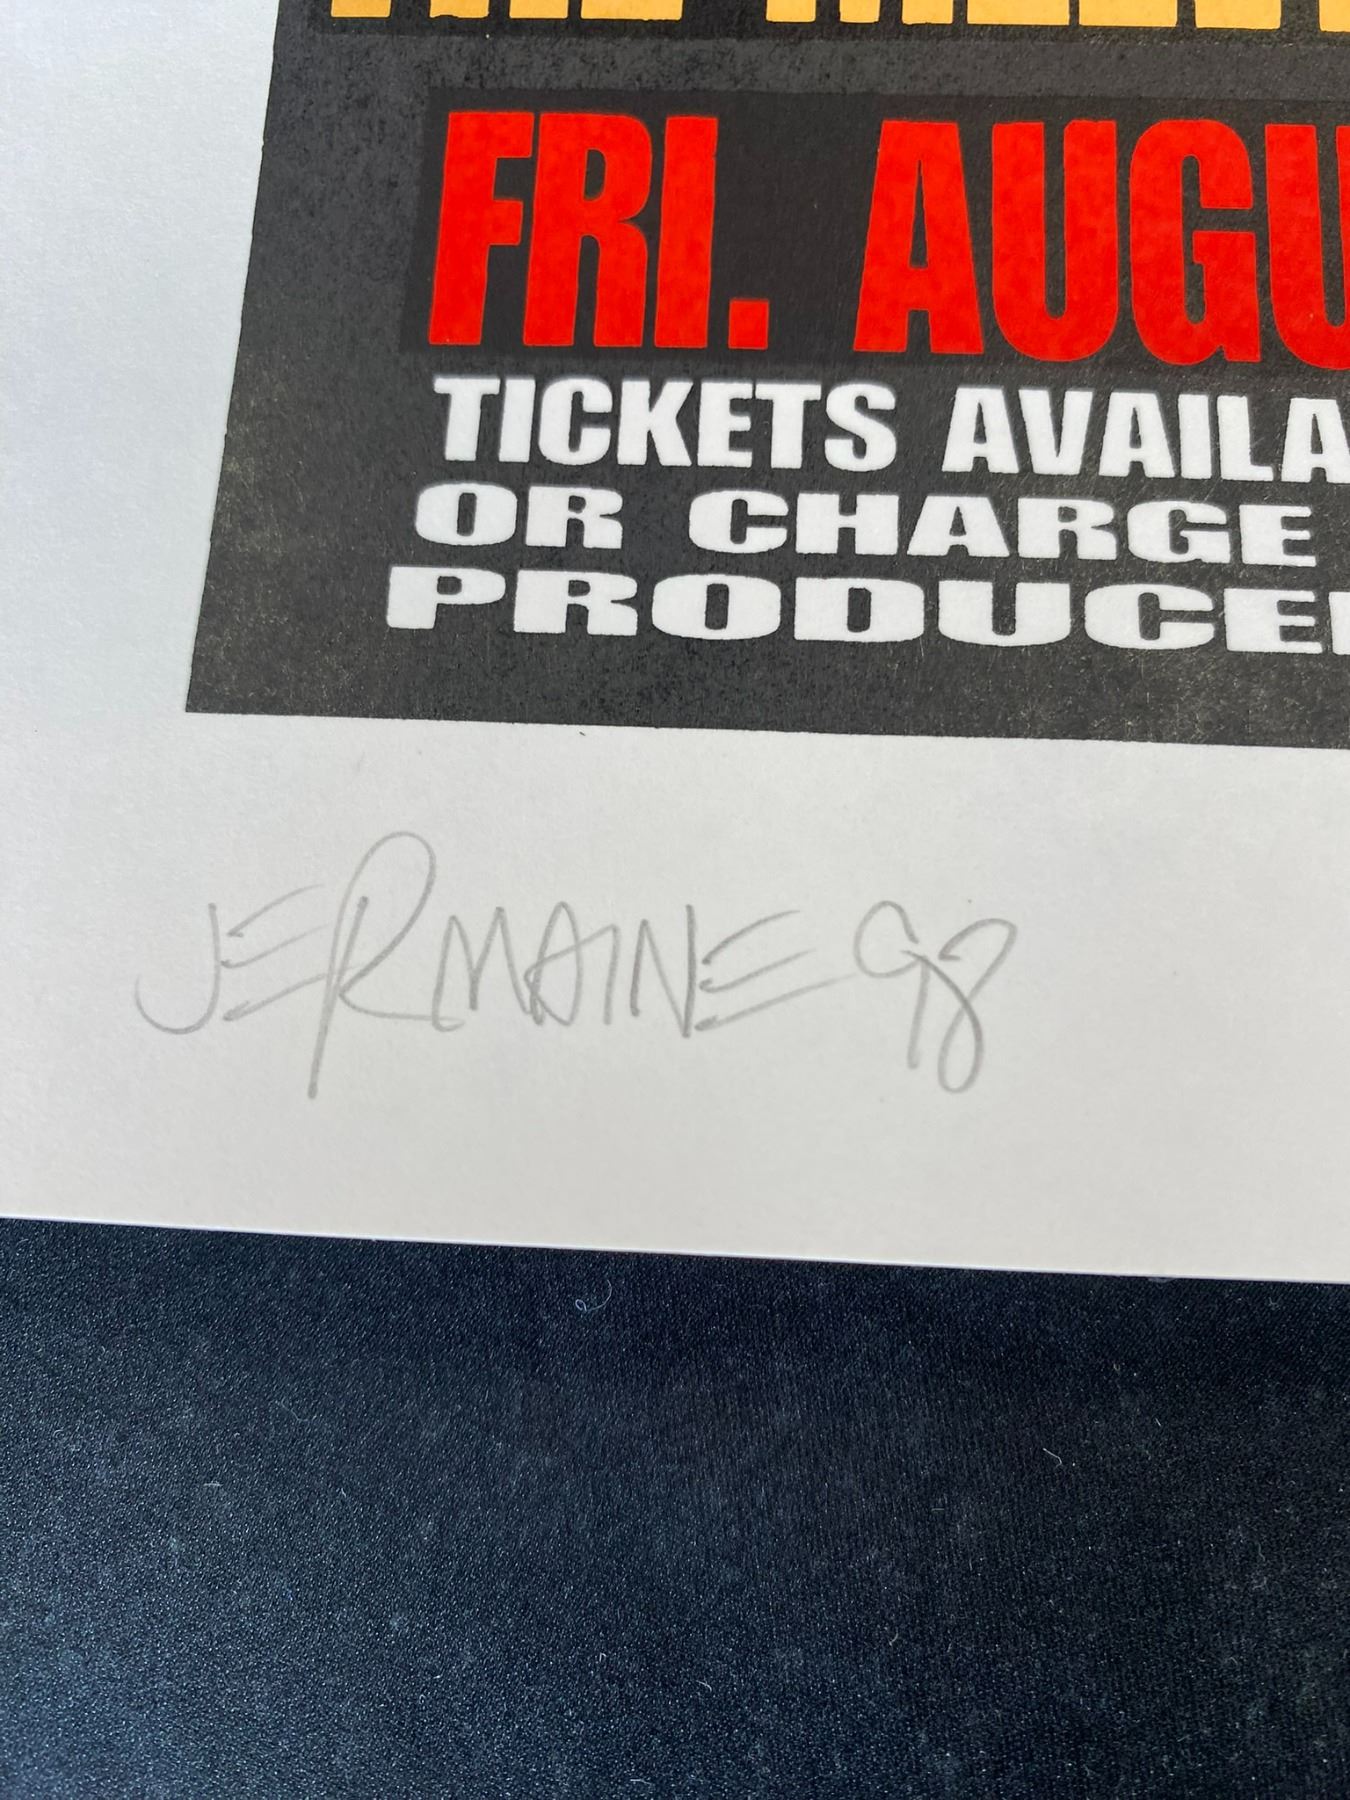 FRI. AUGU
TICKETS AVAILA
OR CHARGE
PRODUCE
JERMAINE 98